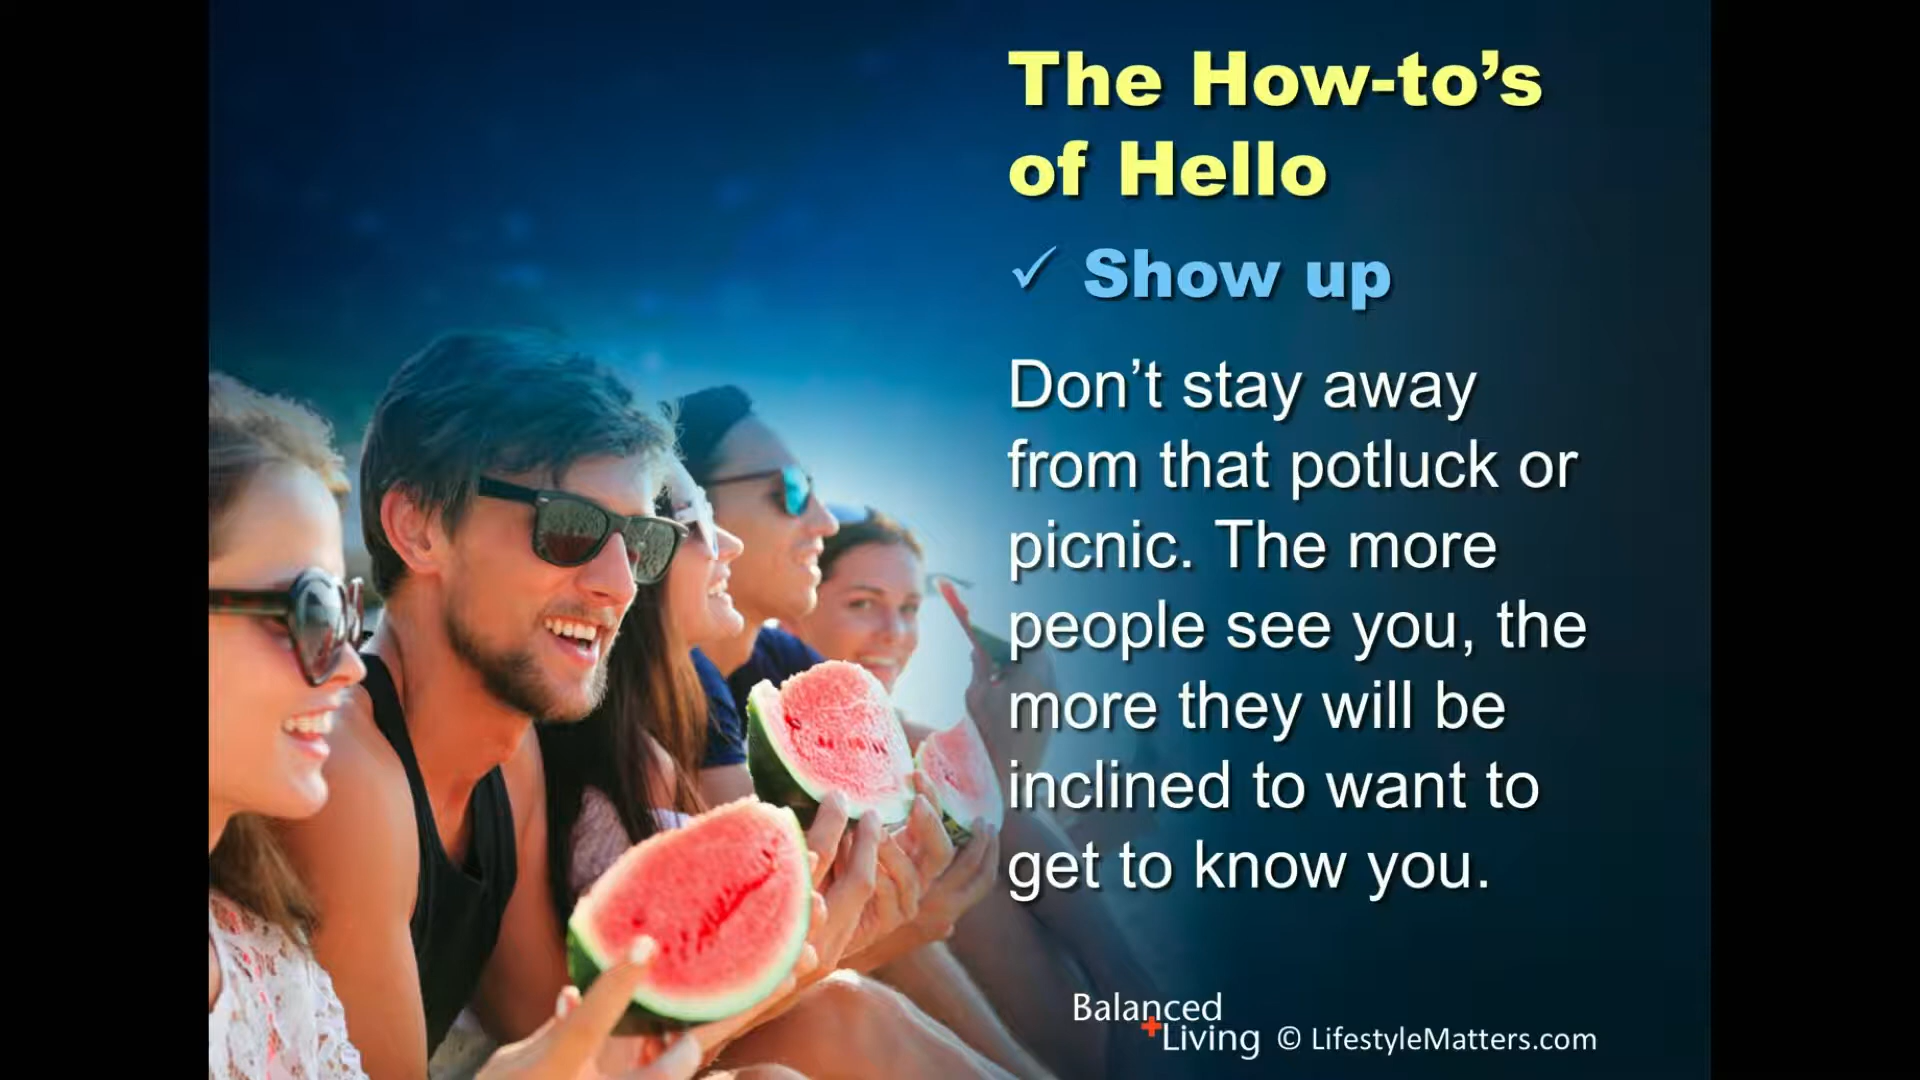 The How-to’s
of Hello
✓ Show up
Don’t stay away
from that potluck or
picnic. The more
people see you, the
more they will be
inclined to want to
get to know you.
Balanced
Living © LifestyleMatters.com